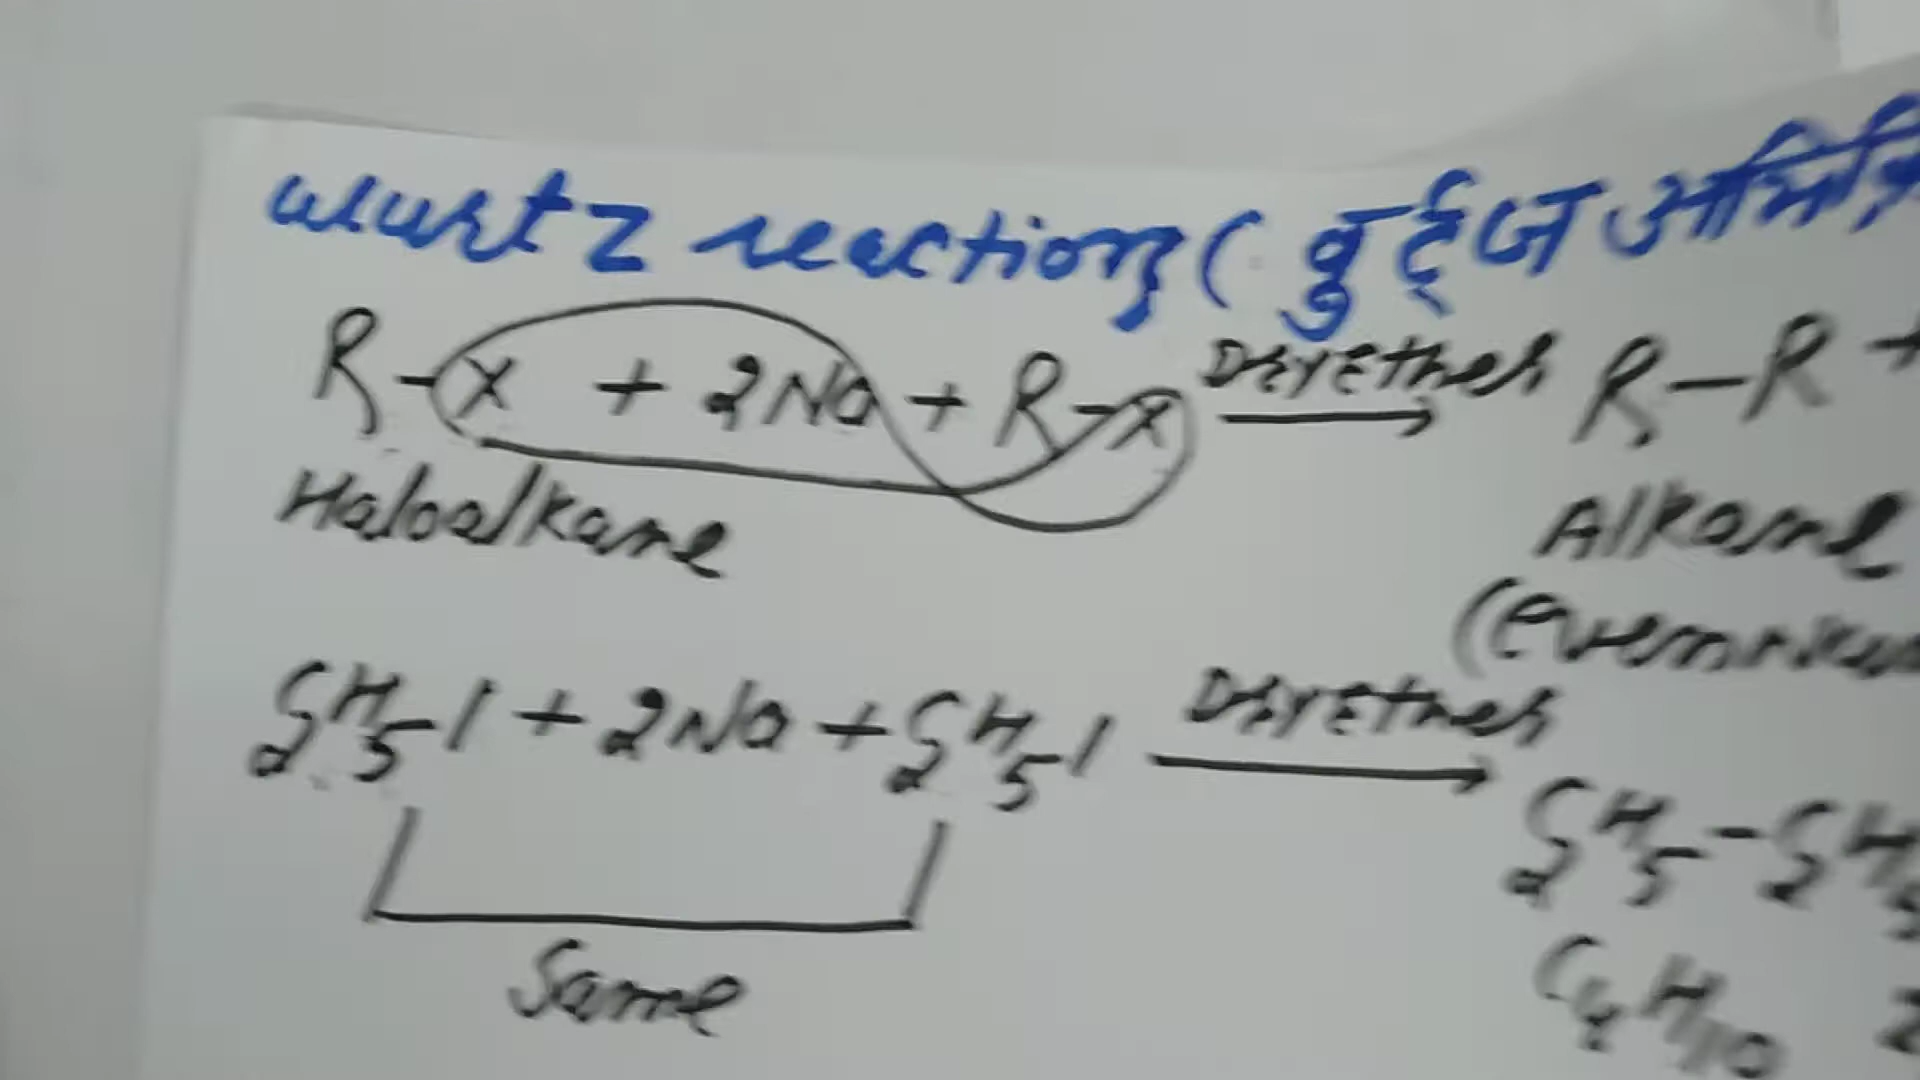 Wurtz reaction (वुर्ट्ज
R-X + 2Na + R-X Dryether R-R +
Haloalkane
Alkane
C2H5-I + 2Na + C2H5-I Dryether
C2H5-C2H5
Same
C4H10